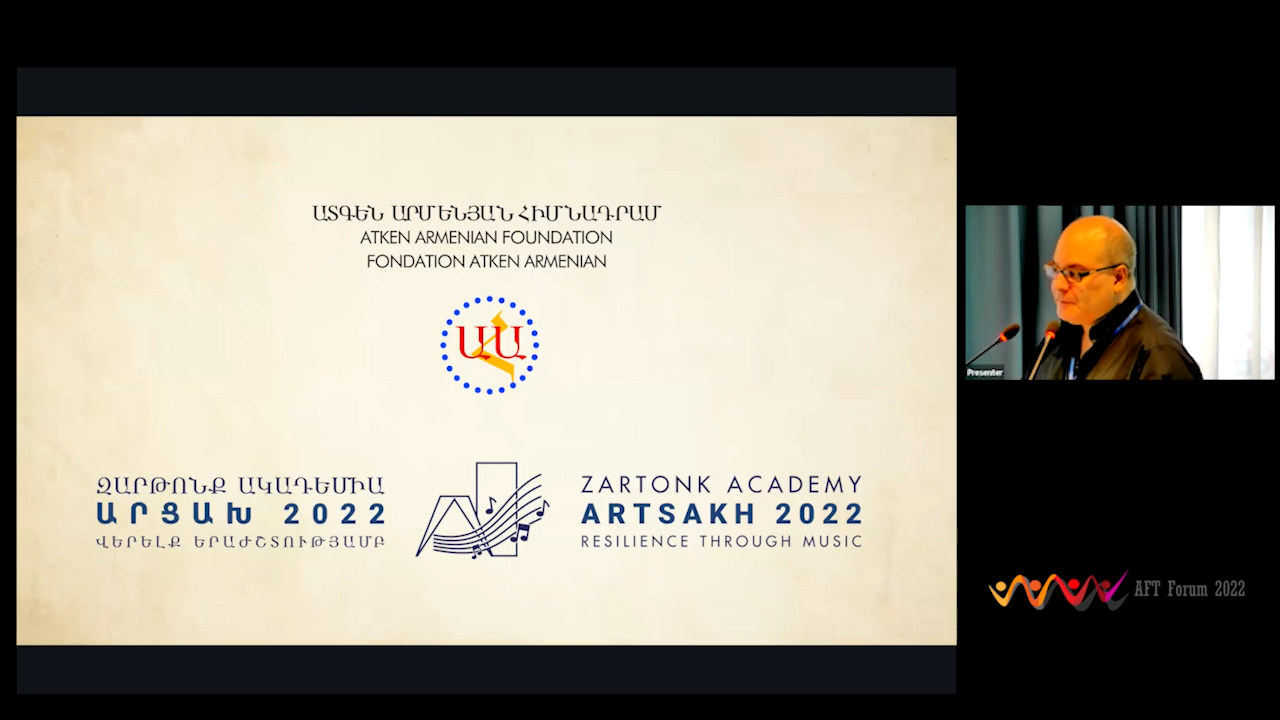 ԱՏԳԵՆ ԱՐՄԵՆՅԱՆ ՀԻՄՆԱԴՐԱՄ
ATKEN ARMENIAN FOUNDATION
FONDATION ATKEN ARMENIAN
ԱՀԱ
ԶԱՐԹՈՆՔ ԱԿԱԴԵՄԻԱ
ԱՐՑԱԽ 2022
ՎԵՐԵԼՔ ԵՐԱԺՇՏՈՒԹՅԱՄԲ
ZARTONK ACADEMY
ARTSAKH 2022
RESILIENCE THROUGH MUSIC
Presenter
AFT Forum 2022